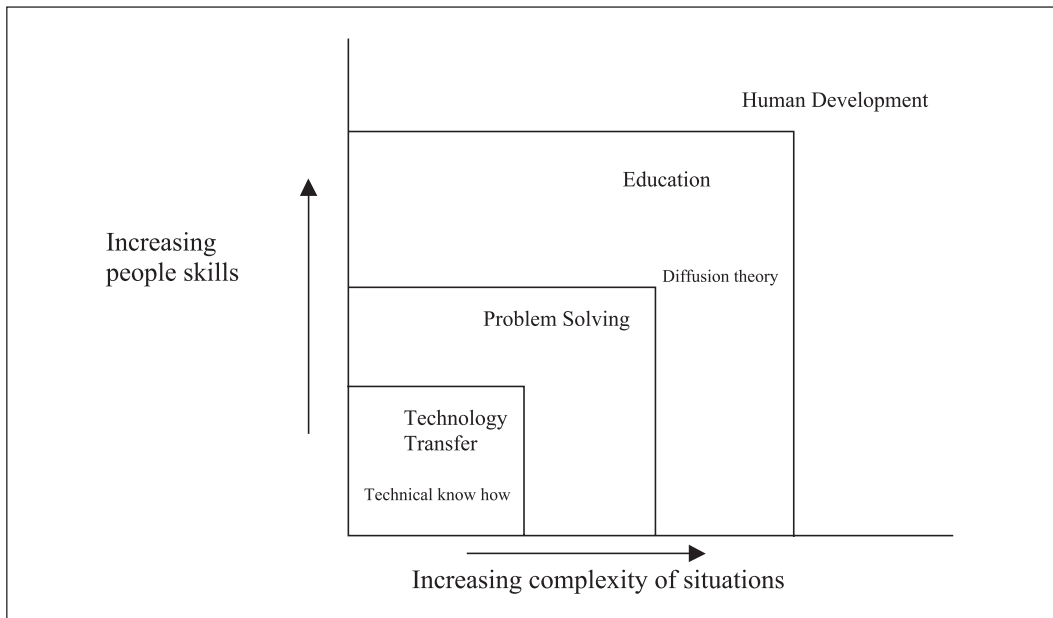 Human Development
Education
Increasing
people skills
Diffusion theory
Problem Solving
Technology
Transfer
Technical know how
Increasing complexity of situations